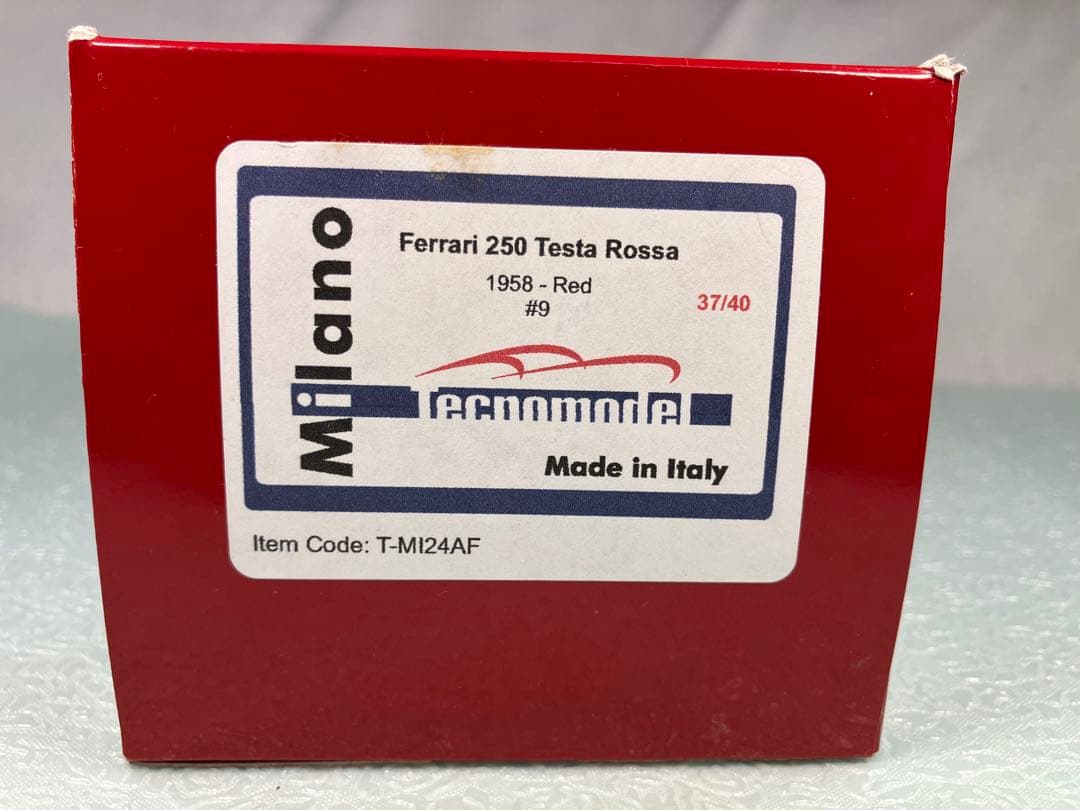 Milano
Ferrari 250 Testa Rossa
1958 - Red
#9
37/40
Tecnomodel
Made in Italy
Item Code: T-MI24AF